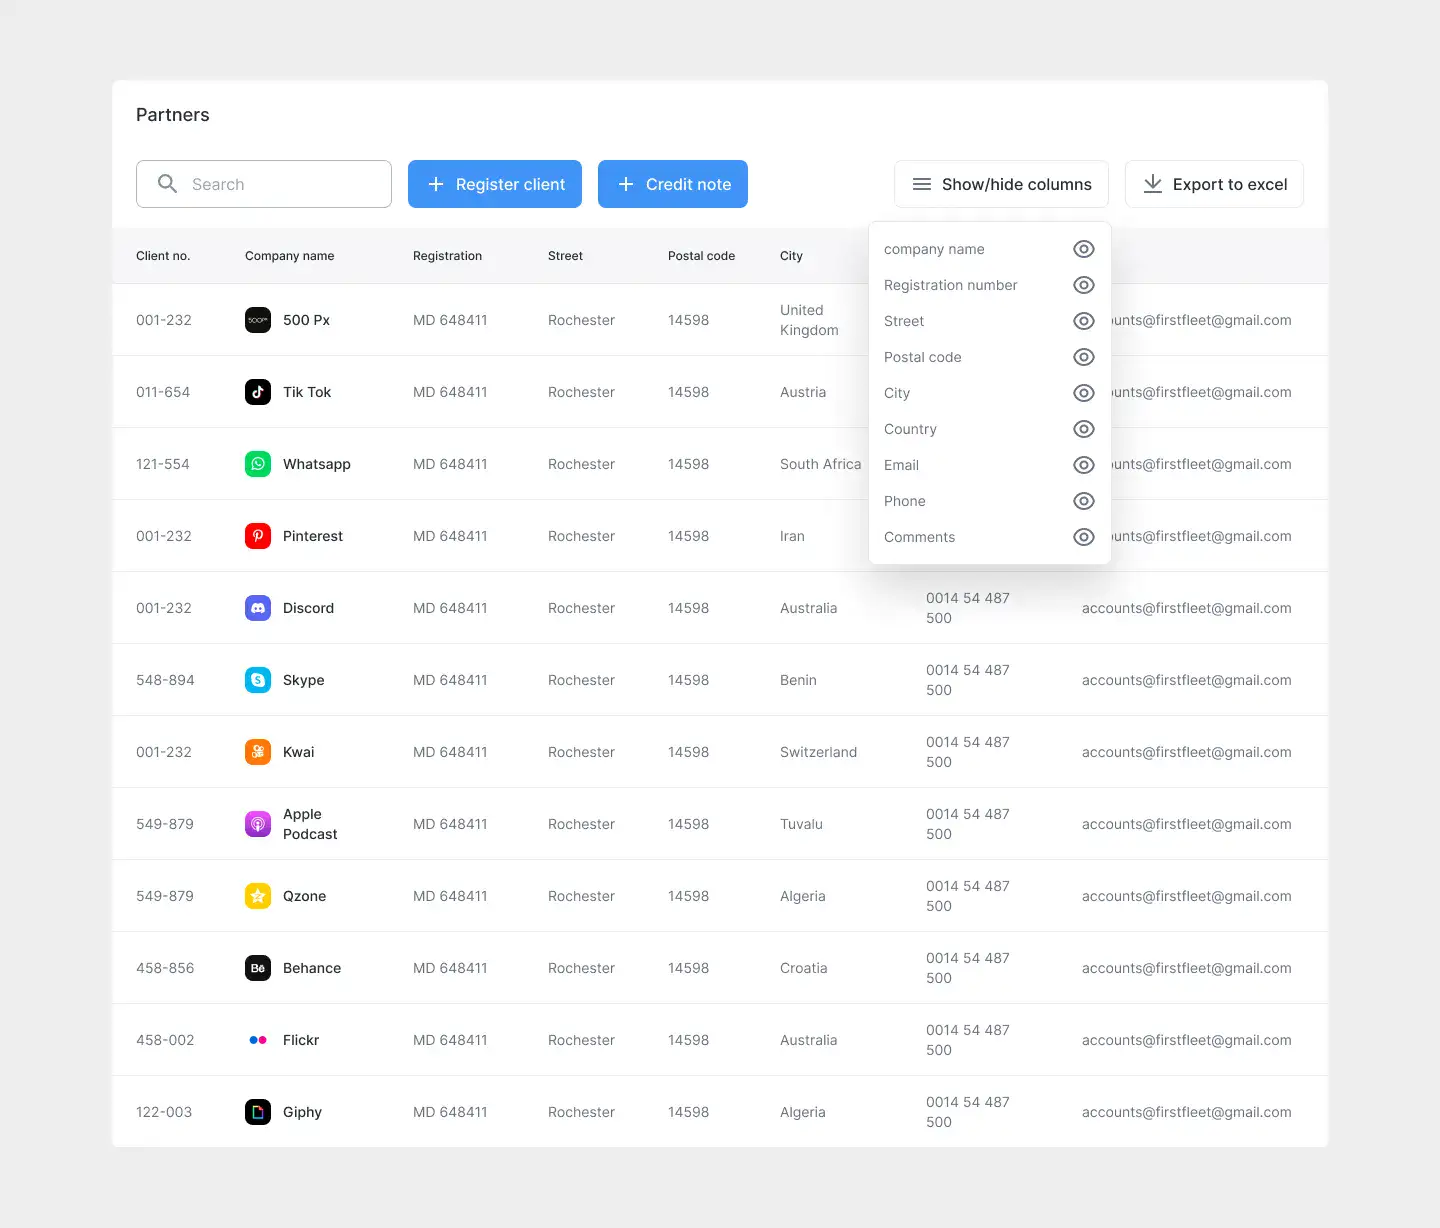 Partners
Search
Register client
Credit note
Show/hide columns
Export to excel
Client no. Company name Registration Street Postal code City
company name
Registration number
Street
Postal code
City
Country
Email
Phone
Comments
001-232 500 Px MD 648411 Rochester 14598 United Kingdom unts@firstfleet@gmail.com
011-654 Tik Tok MD 648411 Rochester 14598 Austria unts@firstfleet@gmail.com
121-554 Whatsapp MD 648411 Rochester 14598 South Africa unts@firstfleet@gmail.com
001-232 Pinterest MD 648411 Rochester 14598 Iran unts@firstfleet@gmail.com
001-232 Discord MD 648411 Rochester 14598 Australia 0014 54 487 500 accounts@firstfleet@gmail.com
548-894 Skype MD 648411 Rochester 14598 Benin 0014 54 487 500 accounts@firstfleet@gmail.com
001-232 Kwai MD 648411 Rochester 14598 Switzerland 0014 54 487 500 accounts@firstfleet@gmail.com
549-879 Apple Podcast MD 648411 Rochester 14598 Tuvalu 0014 54 487 500 accounts@firstfleet@gmail.com
549-879 Qzone MD 648411 Rochester 14598 Algeria 0014 54 487 500 accounts@firstfleet@gmail.com
458-856 Bē Behance MD 648411 Rochester 14598 Croatia 0014 54 487 500 accounts@firstfleet@gmail.com
458-002 Flickr MD 648411 Rochester 14598 Australia 0014 54 487 500 accounts@firstfleet@gmail.com
122-003 Giphy MD 648411 Rochester 14598 Algeria 0014 54 487 500 accounts@firstfleet@gmail.com